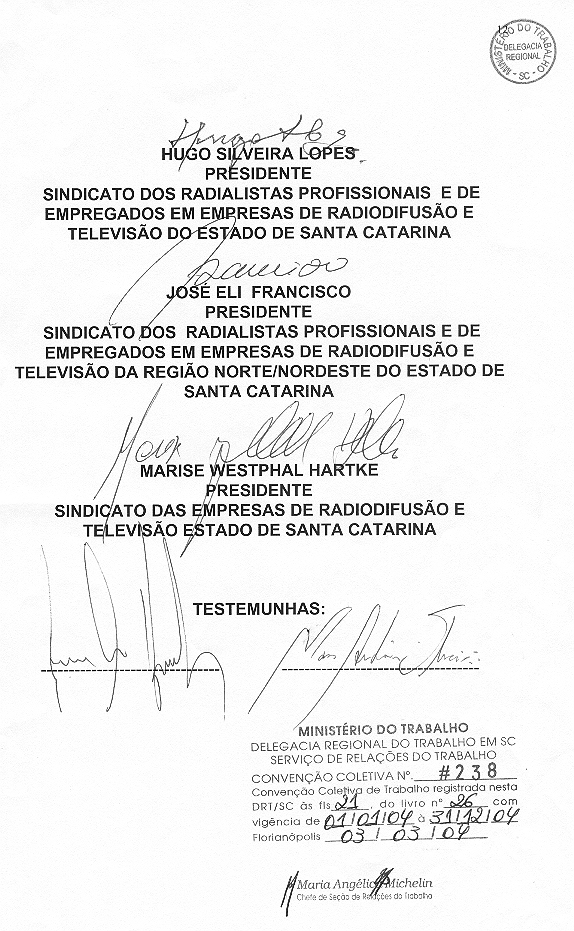 12
MINISTÉRIO DO TRABALHO
DELEGACIA
REGIONAL
- SC -
HUGO SILVEIRA LOPES
PRESIDENTE
SINDICATO DOS RADIALISTAS PROFISSIONAIS E DE
EMPREGADOS EM EMPRESAS DE RADIODIFUSÃO E
TELEVISÃO DO ESTADO DE SANTA CATARINA
JOSÉ ELI FRANCISCO
PRESIDENTE
SINDICATO DOS RADIALISTAS PROFISSIONAIS E DE
EMPREGADOS EM EMPRESAS DE RADIODIFUSÃO E
TELEVISÃO DA REGIÃO NORTE/NORDESTE DO ESTADO DE
SANTA CATARINA
MARISE WESTPHAL HARTKE
PRESIDENTE
SINDICATO DAS EMPRESAS DE RADIODIFUSÃO E
TELEVISÃO ESTADO DE SANTA CATARINA
TESTEMUNHAS:
MINISTÉRIO DO TRABALHO
DELEGACIA REGIONAL DO TRABALHO EM SC
SERVIÇO DE RELAÇÕES DO TRABALHO
CONVENÇÃO COLETIVA Nº. #238
Convenção Coletiva de Trabalho registrada nesta
DRT/SC às fls 21, do livro nº 26 com
vigência de 01/01/04 à 31/12/04
Florianópolis 03/03/04
Maria Angélica Michelin
Chefe de Seção de Relações do Trabalho